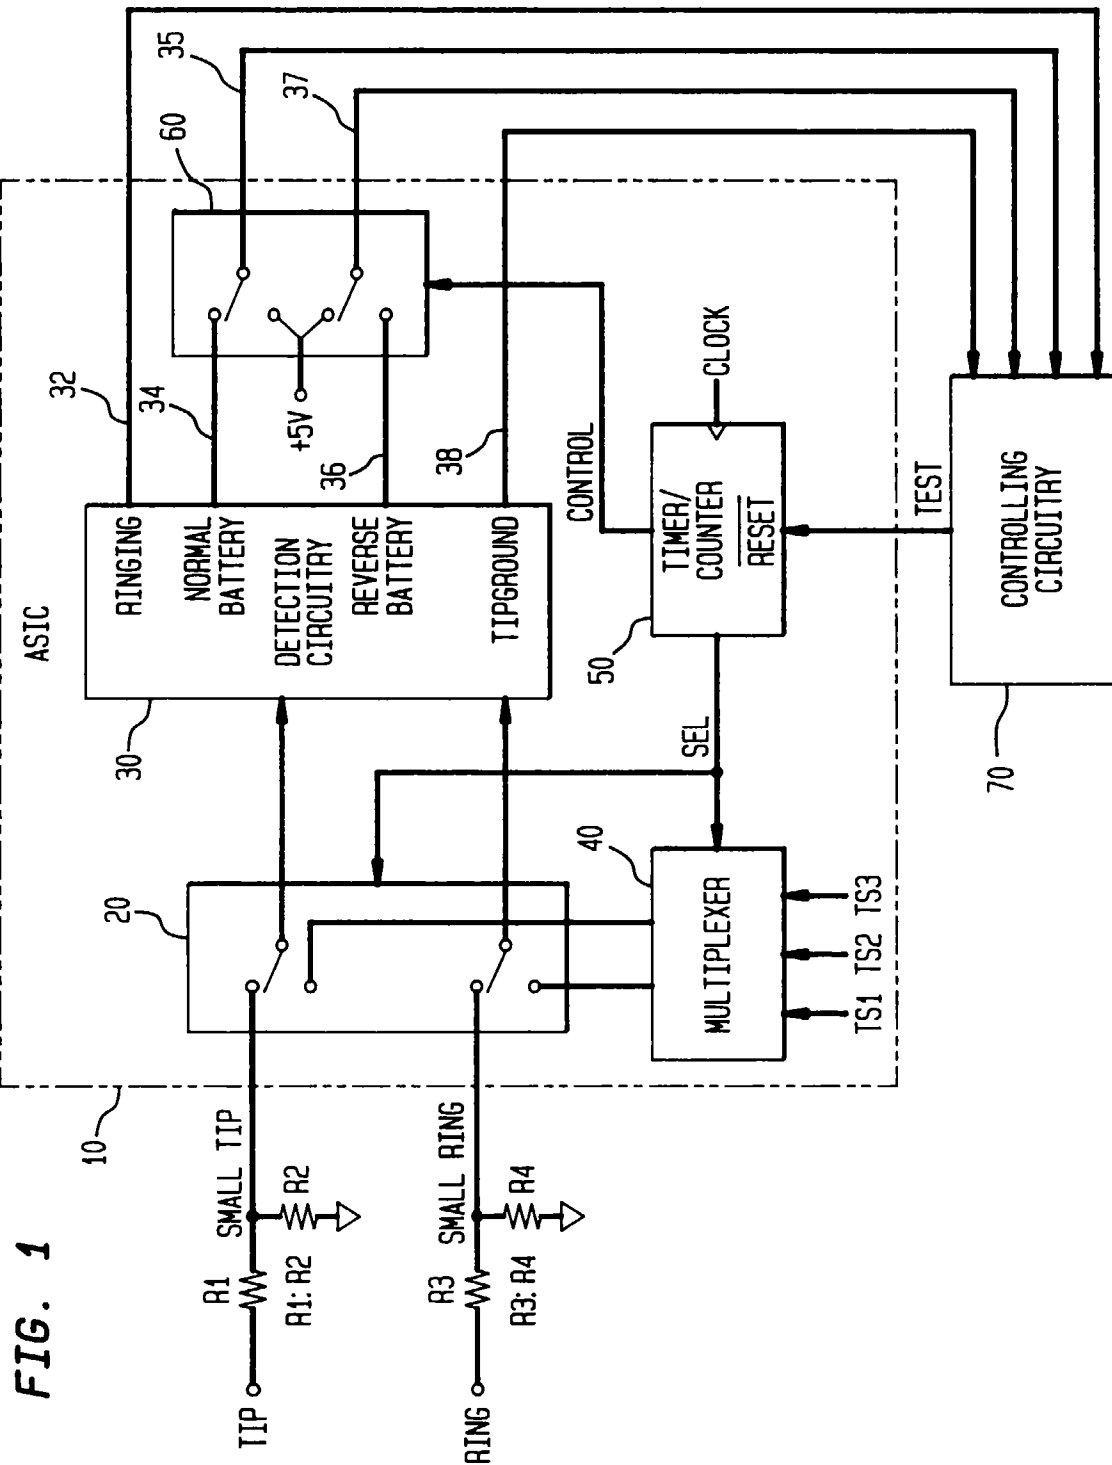 FIG. 1
ASIC
10
TIP
R1
SMALL TIP
R2
R1: R2
RING
R3
SMALL RING
R4
R3: R4
20
30
RINGING
NORMAL
BATTERY
DETECTION
CIRCUITRY
REVERSE
BATTERY
TIPGROUND
32
34
36
38
+5V
60
35
37
40
MULTIPLEXER
TS1
TS2
TS3
SEL
50
TIMER/
COUNTER
RESET
CONTROL
CLOCK
TEST
70
CONTROLLING
CIRCUITRY